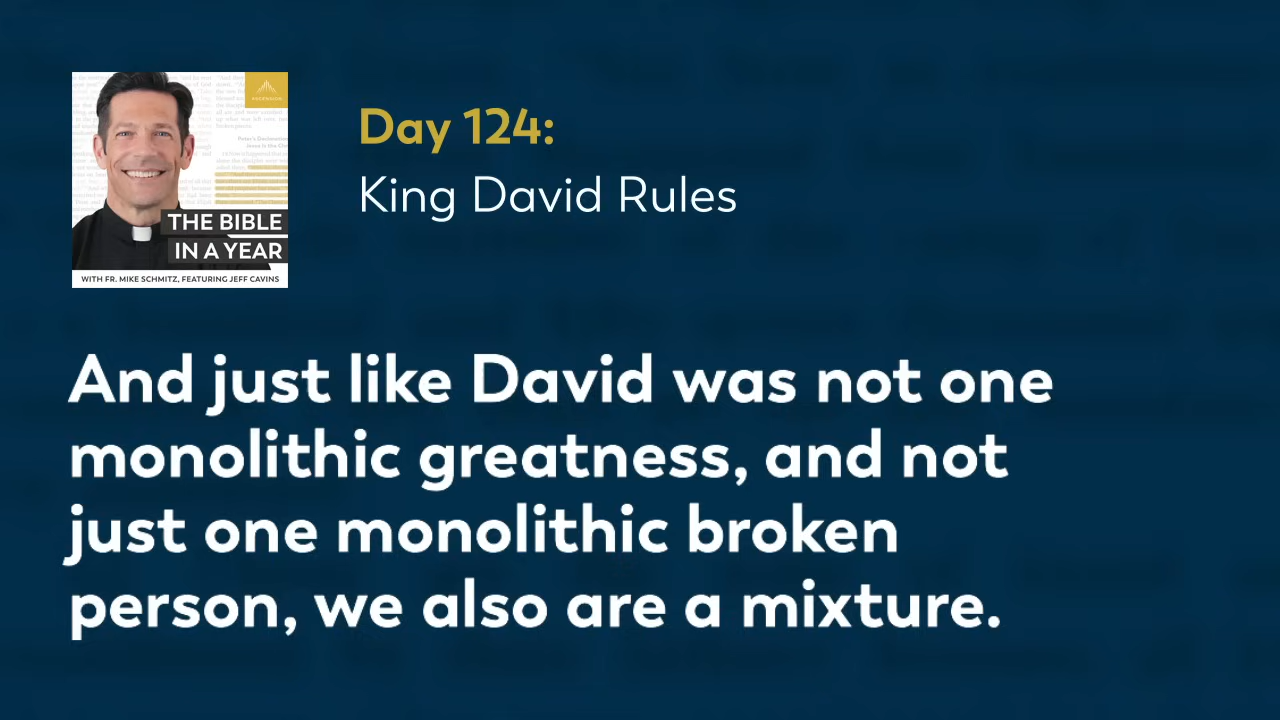 Day 124:
King David Rules
THE BIBLE
IN A YEAR
WITH FR. MIKE SCHMITZ, FEATURING JEFF CAVINS
And just like David was not one
monolithic greatness, and not
just one monolithic broken
person, we also are a mixture.